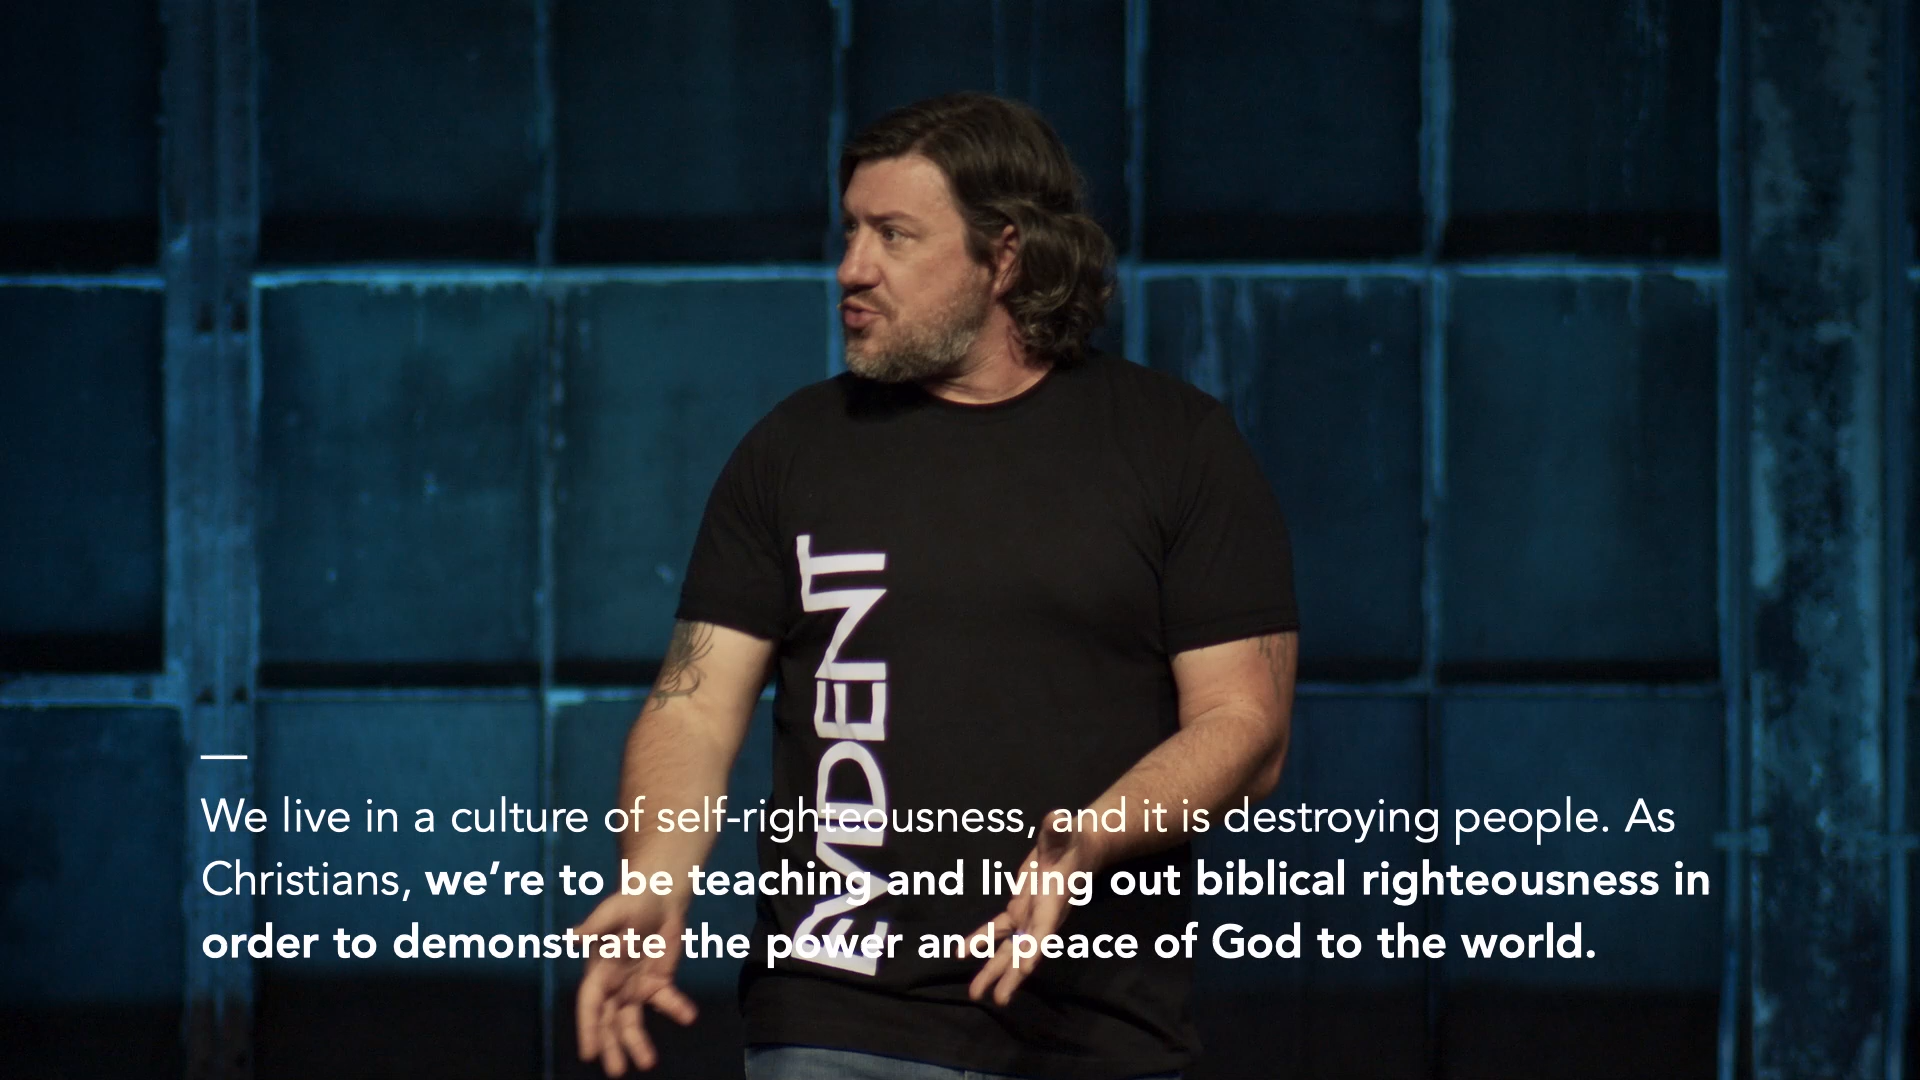 EVIDENT
We live in a culture of self-righteousness, and it is destroying people. As
Christians, we’re to be teaching and living out biblical righteousness in
order to demonstrate the power and peace of God to the world.